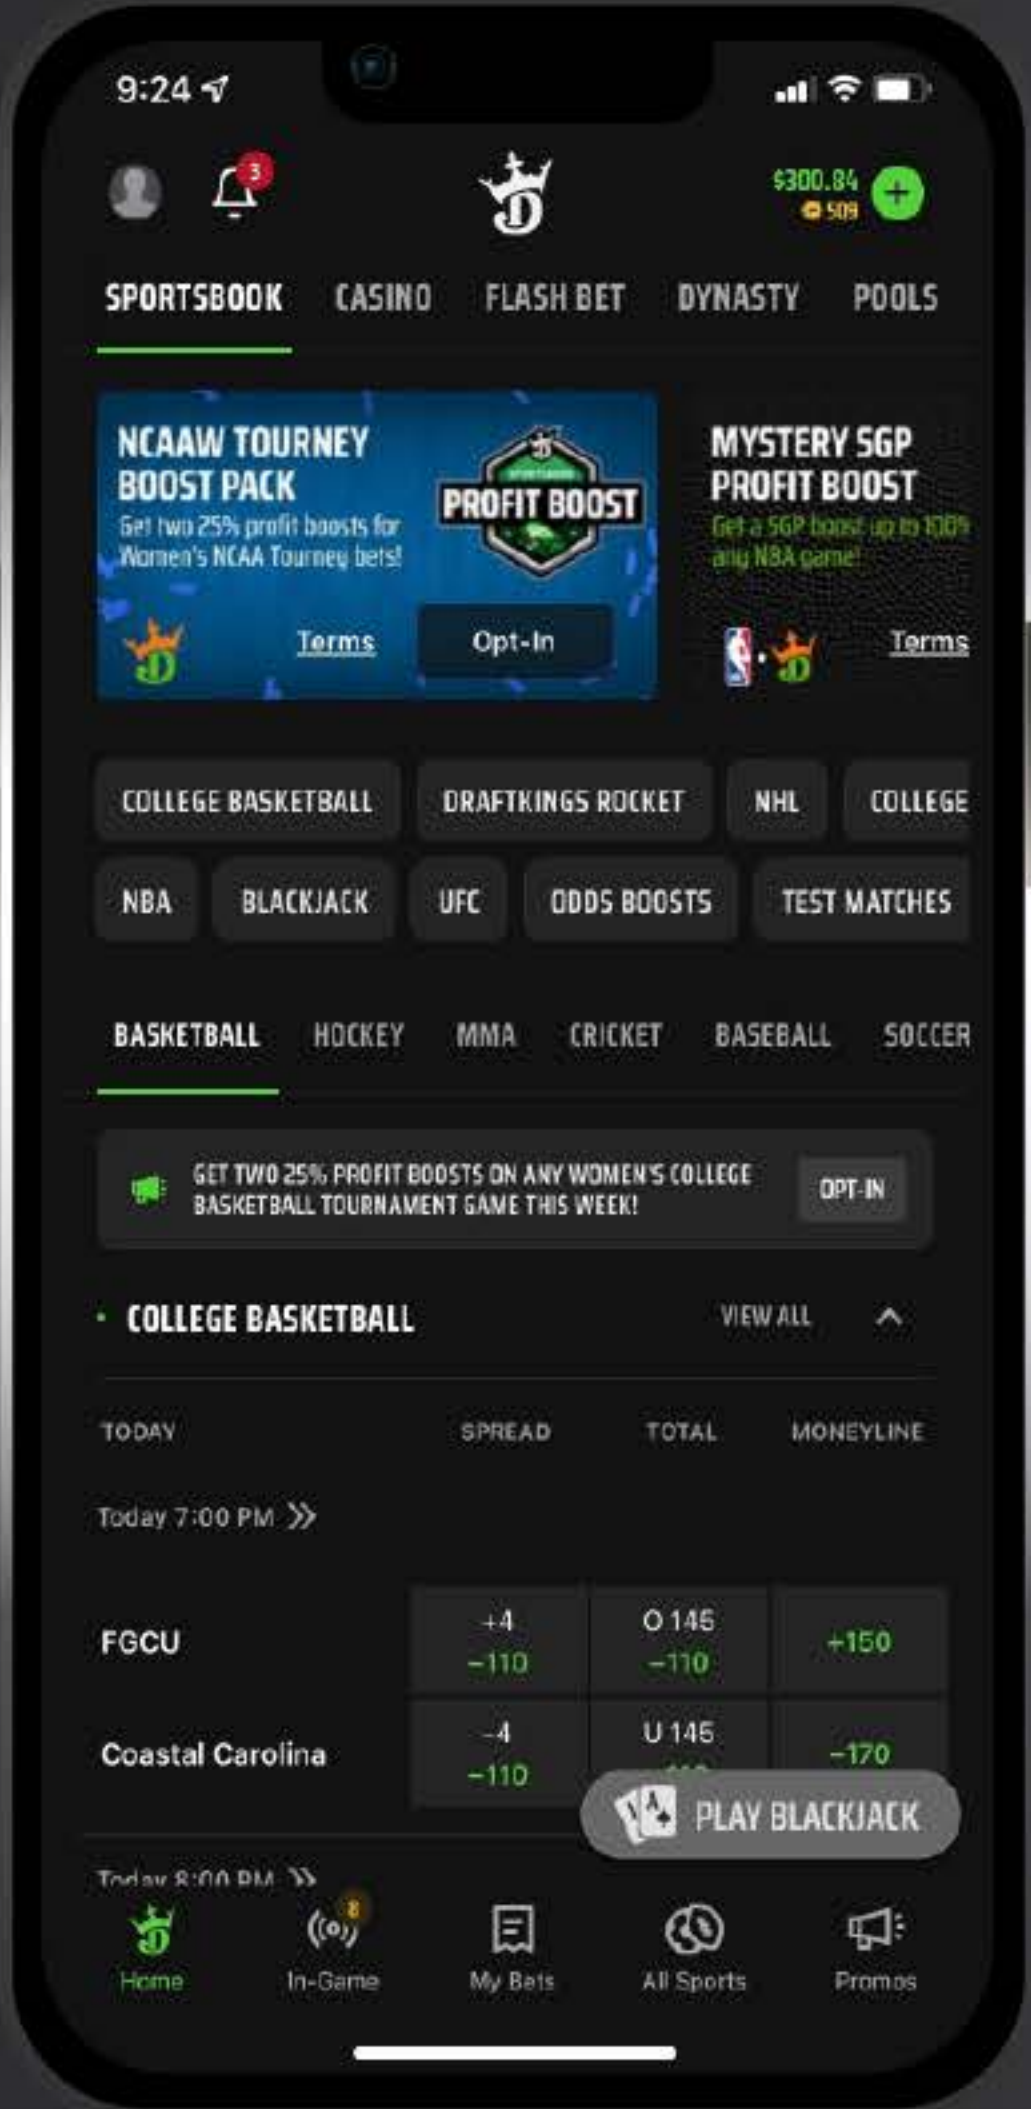 9:24
3
$300.84
509
SPORTSBOOK CASINO FLASH BET DYNASTY POOLS
NCAAW TOURNEY
BOOST PACK
Get two 25% profit boosts for
Women's NCAA Tourney bets!
PROFIT BOOST
Terms
Opt-In
MYSTERY SGP
PROFIT BOOST
Get a SGP boost up to 100%
any NBA game!
Terms
COLLEGE BASKETBALL DRAFTKINGS ROCKET NHL COLLEGE
NBA BLACKJACK UFC ODDS BOOSTS TEST MATCHES
BASKETBALL HOCKEY MMA CRICKET BASEBALL SOCCER
GET TWO 25% PROFIT BOOSTS ON ANY WOMEN'S COLLEGE
BASKETBALL TOURNAMENT GAME THIS WEEK!
OPT-IN
COLLEGE BASKETBALL VIEW ALL
TODAY SPREAD TOTAL MONEYLINE
Today 7:00 PM
+4 O 145
FGCU +150
-110 -110
-4 U 145
Coastal Carolina -170
-110
PLAY BLACKJACK
Today 8:00 PM
8
Home In-Game My Bets All Sports Promos